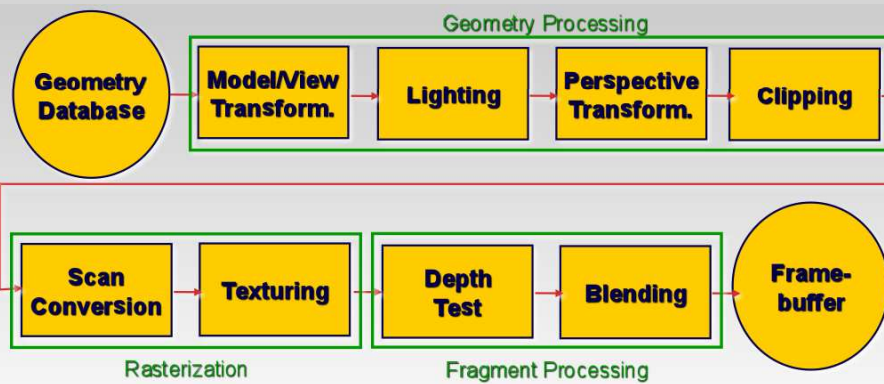 Geometry Processing
Geometry
Database
Model/View
Transform.
Lighting
Perspective
Transform.
Clipping
Scan
Conversion
Texturing
Depth
Test
Blending
Frame-
buffer
Rasterization
Fragment Processing